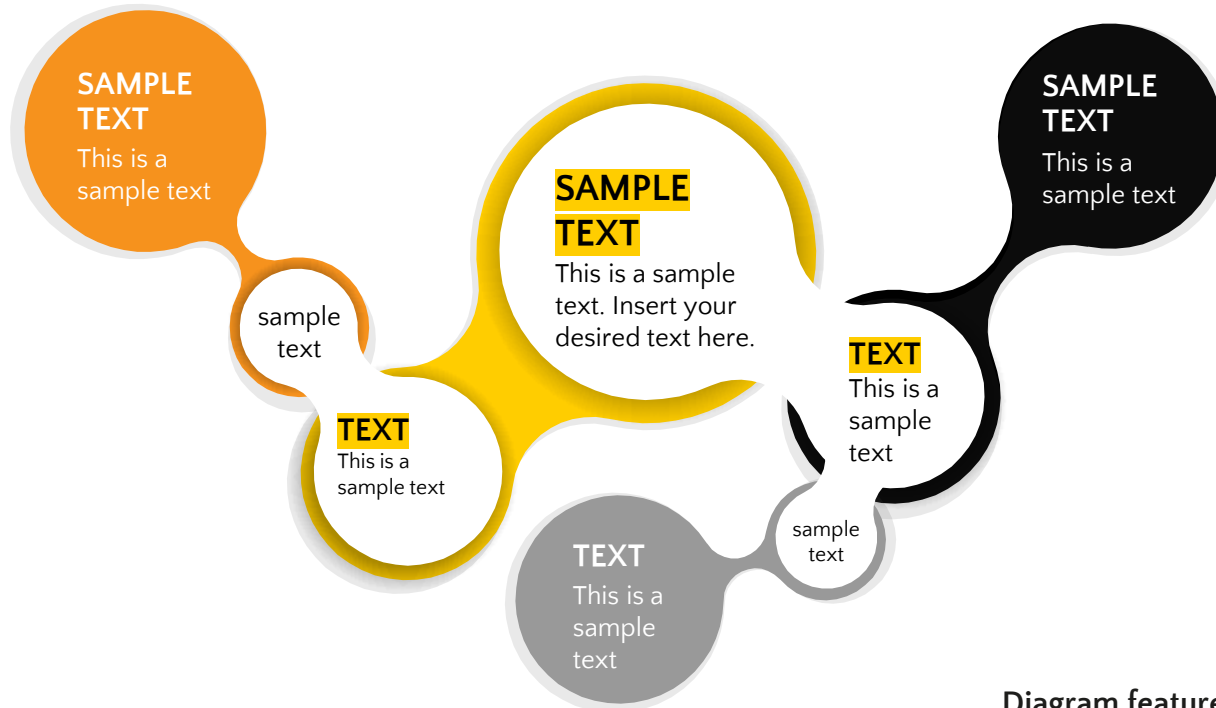 SAMPLE
TEXT
This is a
sample text
SAMPLE
TEXT
This is a sample
text. Insert your
desired text here.
SAMPLE
TEXT
This is a
sample text
sample
text
TEXT
This is a
sample text
TEXT
This is a
sample
text
sample
text
TEXT
This is a
sample
text
Diagram feature